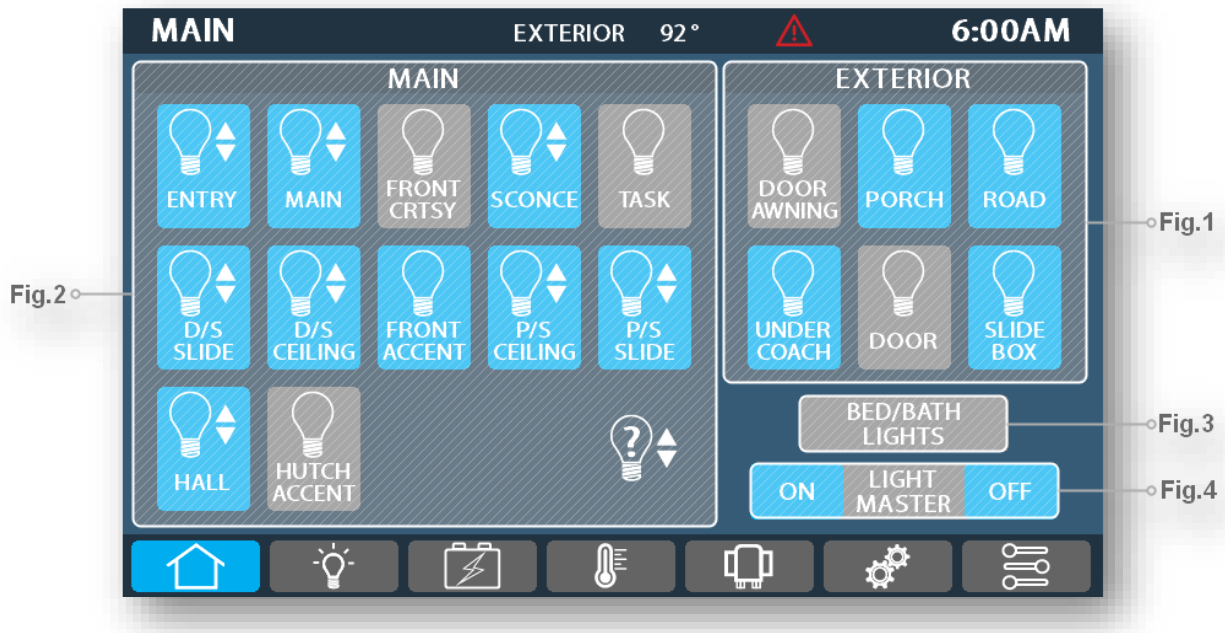 MAIN EXTERIOR 92° 6:00AM
MAIN
ENTRY
MAIN
FRONT
CRTSY
SCONCE
TASK
D/S
SLIDE
D/S
CEILING
FRONT
ACCENT
P/S
CEILING
P/S
SLIDE
HALL
HUTCH
ACCENT
?
EXTERIOR
DOOR
AWNING
PORCH
ROAD
UNDER
COACH
DOOR
SLIDE
BOX
BED/BATH
LIGHTS
ON
LIGHT
MASTER
OFF
Fig.1
Fig.2
Fig.3
Fig.4